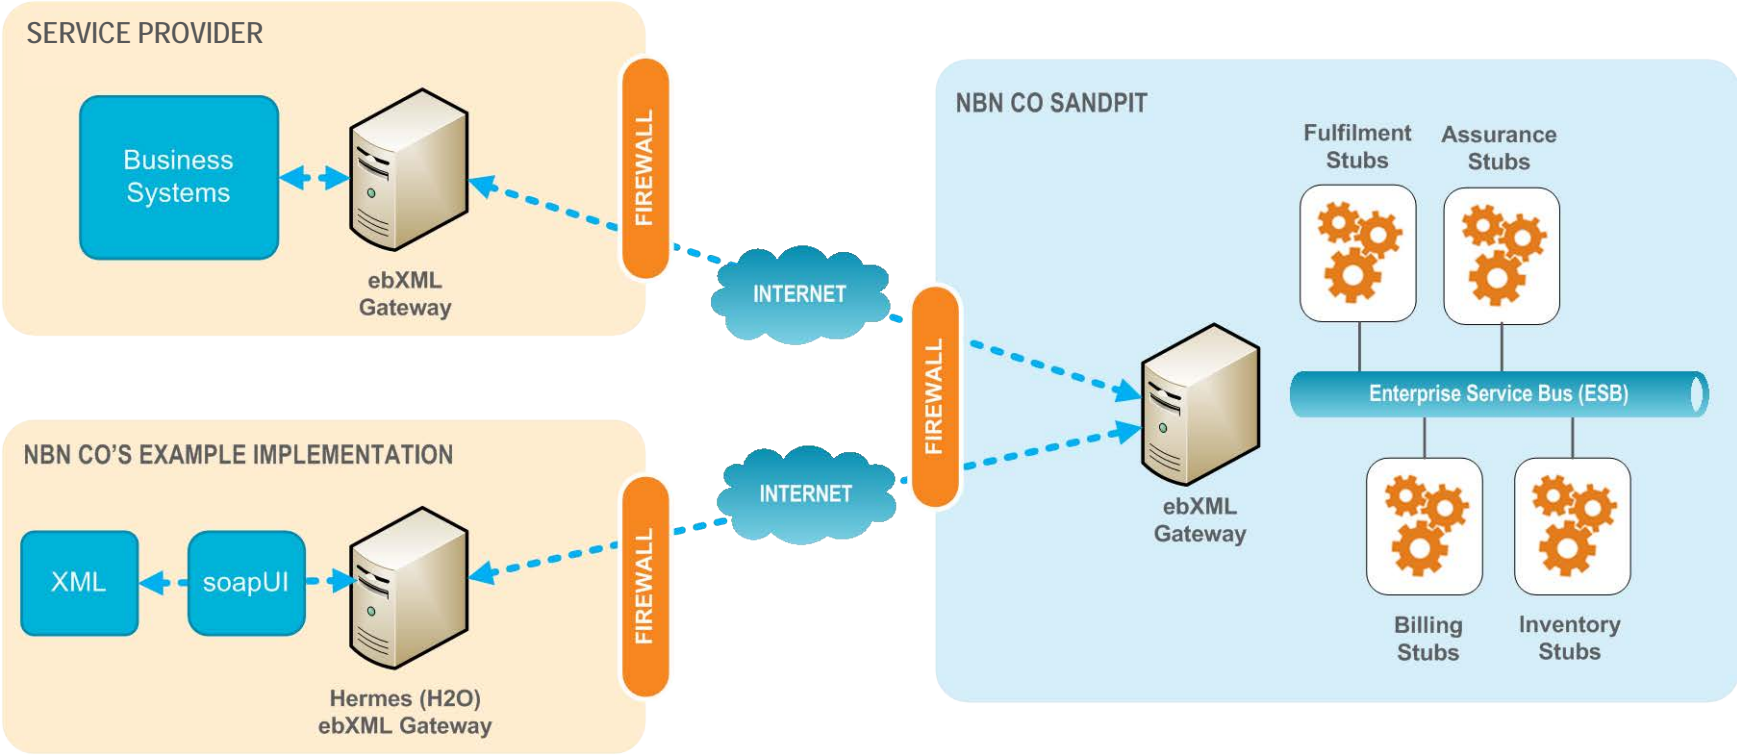 SERVICE PROVIDER
Business
Systems
ebXML
Gateway
FIREWALL
INTERNET
NBN CO'S EXAMPLE IMPLEMENTATION
XML
soapUI
Hermes (H2O)
ebXML Gateway
FIREWALL
INTERNET
FIREWALL
NBN CO SANDPIT
ebXML
Gateway
Fulfilment
Stubs
Assurance
Stubs
Enterprise Service Bus (ESB)
Billing
Stubs
Inventory
Stubs